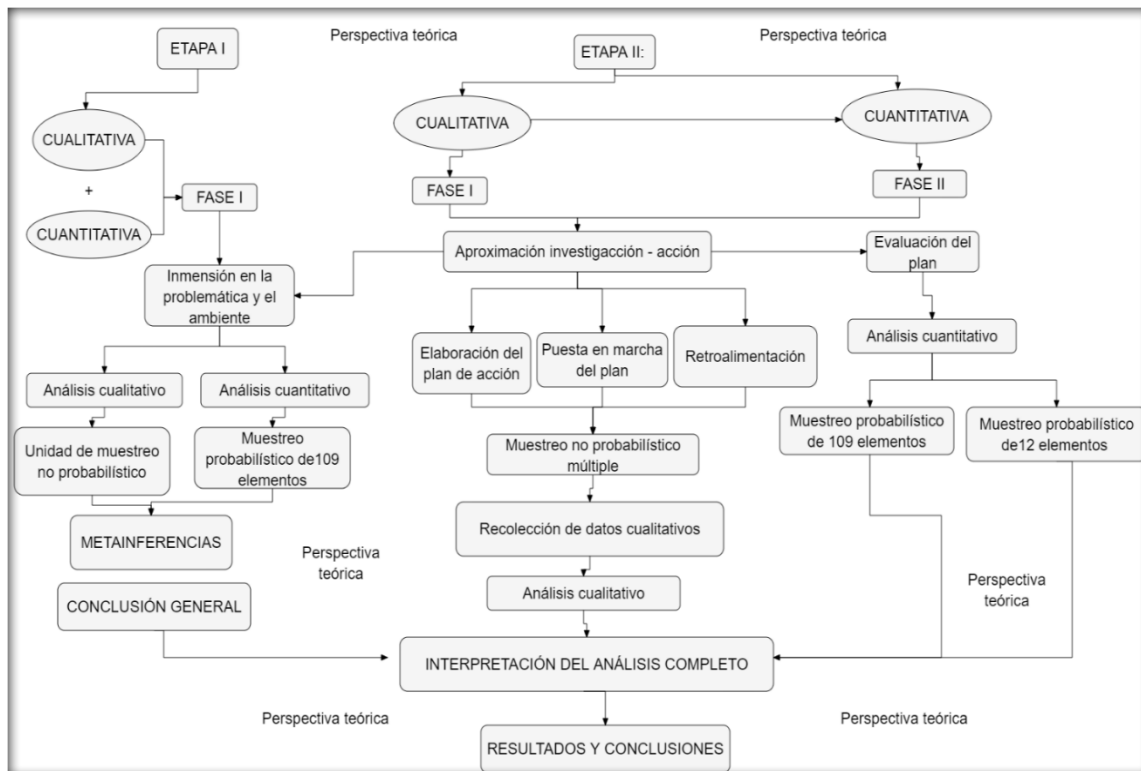 Perspectiva teórica
Perspectiva teórica
ETAPA I
ETAPA II:
CUALITATIVA
CUALITATIVA
CUANTITATIVA
+
FASE I
FASE I
FASE II
CUANTITATIVA
Aproximación investigacción - acción
Evaluación del
plan
Inmensión en la
problemática y el
ambiente
Elaboración del
plan de acción
Puesta en marcha
del plan
Retroalimentación
Análisis cuantitativo
Análisis cualitativo
Análisis cuantitativo
Unidad de muestreo
no probabilístico
Muestreo
probabilístico de109
elementos
Muestreo no probabilístico
múltiple
Muestreo probabilístico
de 109 elementos
Muestreo probabilístico
de12 elementos
METAINFERENCIAS
Recolección de datos cualitativos
Perspectiva
teórica
Perspectiva
teórica
CONCLUSIÓN GENERAL
Análisis cualitativo
INTERPRETACIÓN DEL ANÁLISIS COMPLETO
Perspectiva teórica
Perspectiva teórica
RESULTADOS Y CONCLUSIONES